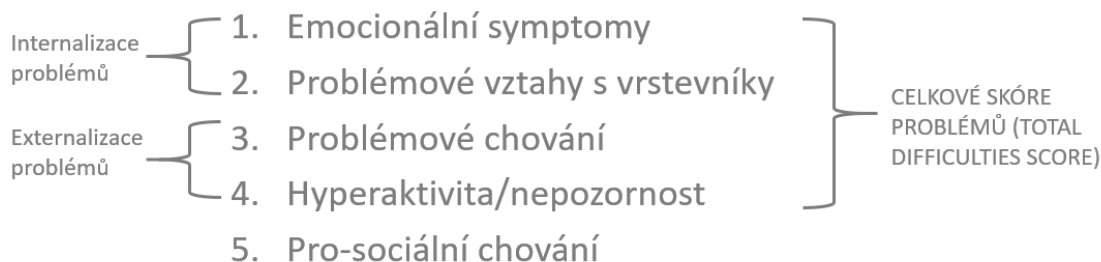 Internalizace
problémů
Externalizace
problémů
1. Emocionální symptomy
2. Problémové vztahy s vrstevníky
3. Problémové chování
4. Hyperaktivita/nepozornost
5. Pro-sociální chování
CELKOVÉ SKÓRE
PROBLÉMŮ (TOTAL
DIFFICULTIES SCORE)